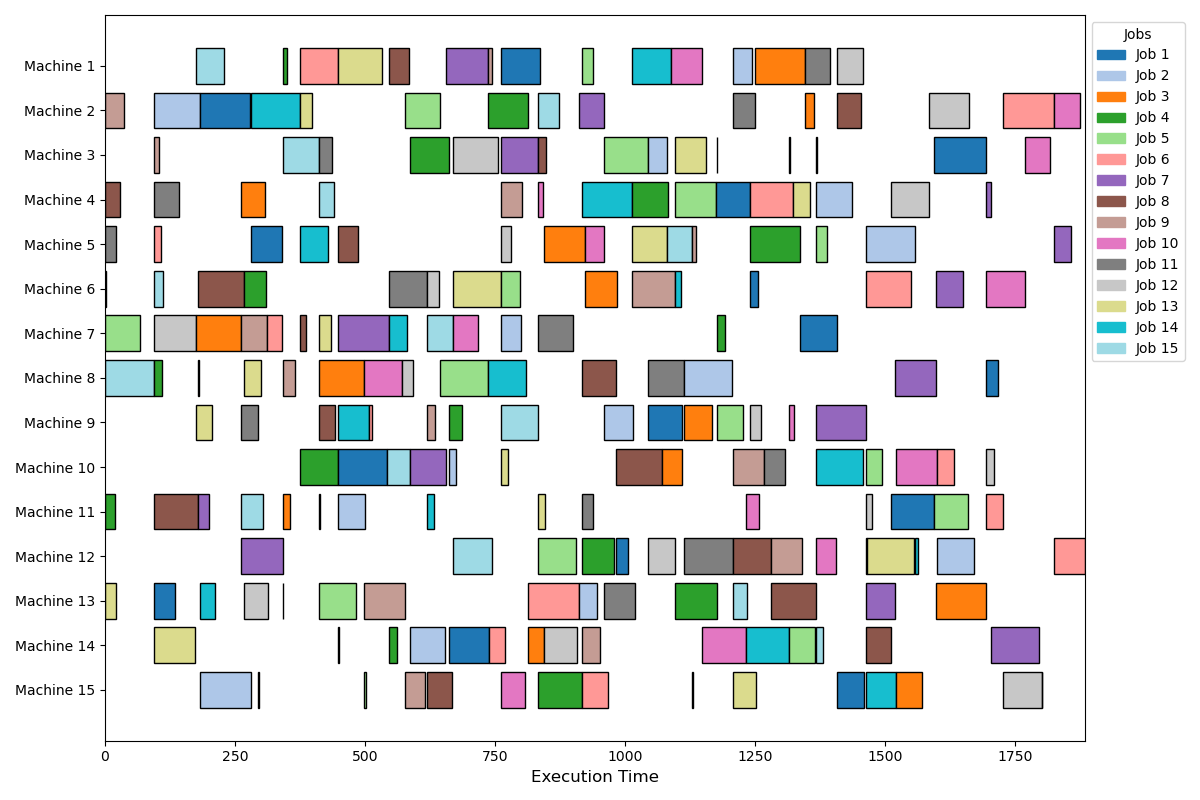 Machine 1
Machine 2
Machine 3
Machine 4
Machine 5
Machine 6
Machine 7
Machine 8
Machine 9
Machine 10
Machine 11
Machine 12
Machine 13
Machine 14
Machine 15
0 250 500 750 1000 1250 1500 1750
Execution Time
Jobs
Job 1
Job 2
Job 3
Job 4
Job 5
Job 6
Job 7
Job 8
Job 9
Job 10
Job 11
Job 12
Job 13
Job 14
Job 15